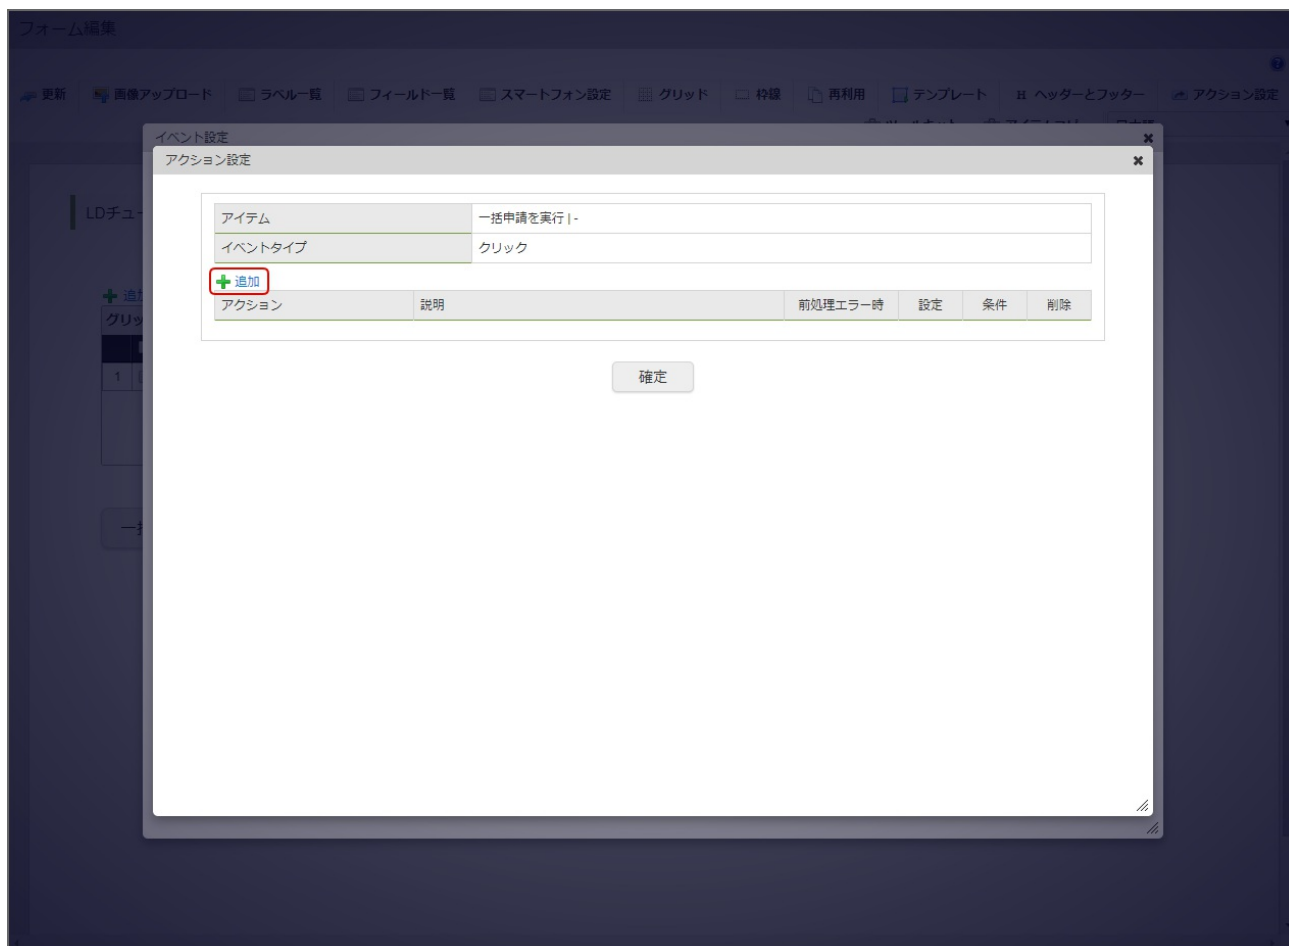 フォーム編集
更新 画像アップロード ラベル一覧 フィールド一覧 スマートフォン設定 グリッド 枠線 再利用 テンプレート H ヘッダーとフッター アクション設定
イベント設定
アクション設定
LDチュー
アイテム 一括申請を実行 | -
イベントタイプ クリック
追加
アクション 説明 前処理エラー時 設定 条件 削除
追加
グリッ
1
確定